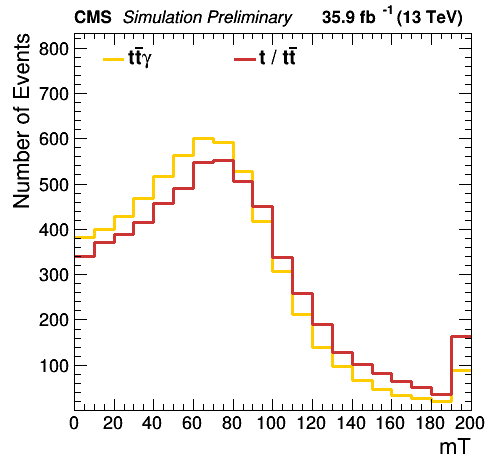 CMS Simulation Preliminary 35.9 fb⁻¹ (13 TeV)
tt̄γ t / tt̄
Number of Events
800
700
600
500
400
300
200
100
0 20 40 60 80 100 120 140 160 180 200
mT